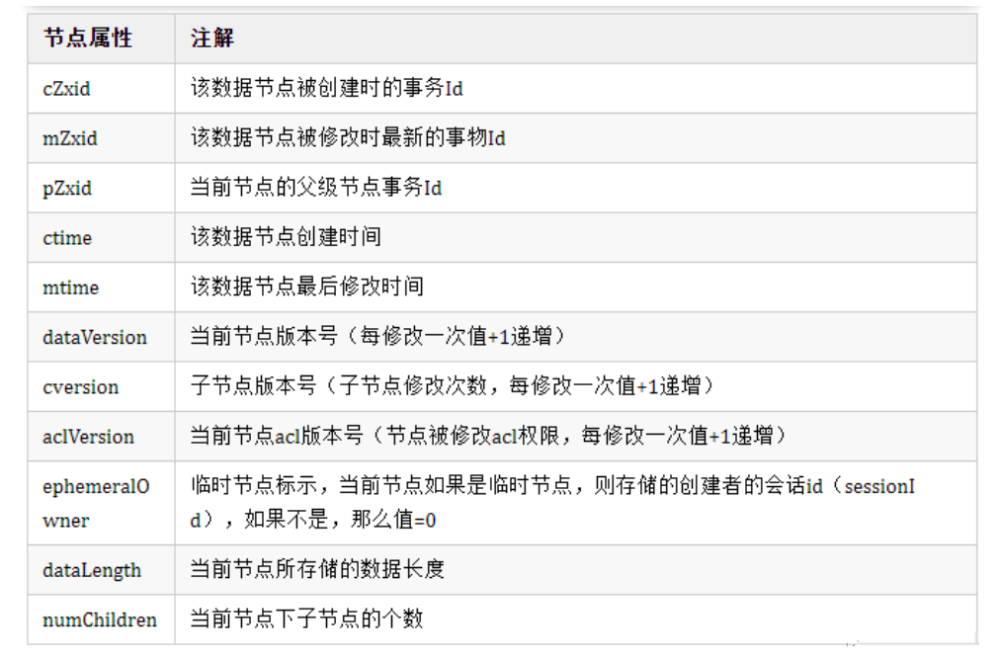 节点属性 注解
cZxid 该数据节点被创建时的事务Id
mZxid 该数据节点被修改时最新的事物Id
pZxid 当前节点的父级节点事务Id
ctime 该数据节点创建时间
mtime 该数据节点最后修改时间
dataVersion 当前节点版本号（每修改一次值+1递增）
cversion 子节点版本号（子节点修改次数，每修改一次值+1递增）
aclVersion 当前节点acl版本号（节点被修改acl权限，每修改一次值+1递增）
ephemeralO 临时节点标示，当前节点如果是临时节点，则存储的创建者的会话id（sessionI
wner d），如果不是，那么值=0
dataLength 当前节点所存储的数据长度
numChildren 当前节点下子节点的个数